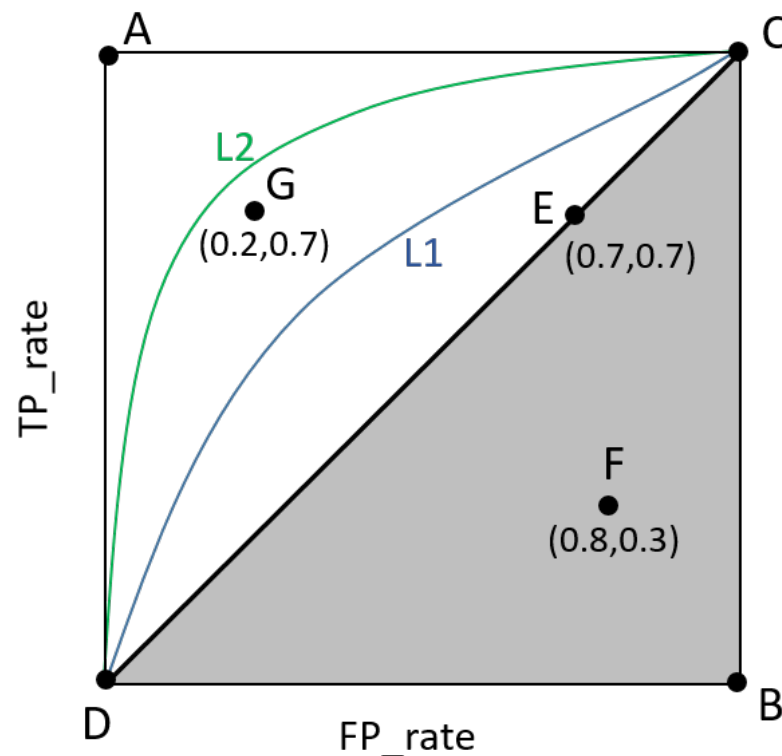 A
C
L2
G
(0.2,0.7)
E
(0.7,0.7)
L1
TP_rate
F
(0.8,0.3)
D
B
FP_rate